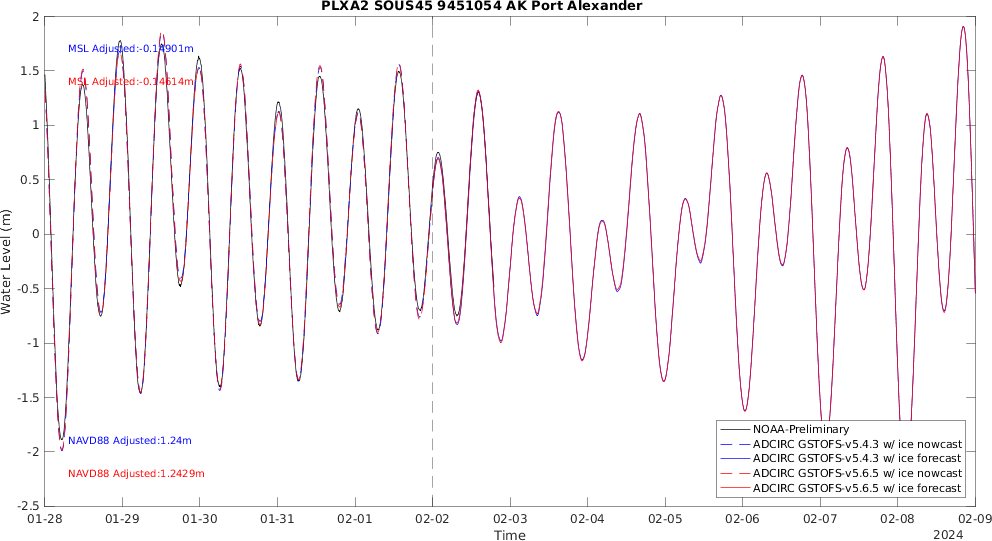 PLXA2 SOUS45 9451054 AK Port Alexander
2
1.5
1
0.5
0
-0.5
-1
-1.5
-2
-2.5
Water Level (m)
MSL Adjusted:-0.14901m
MSL Adjusted:-0.14614m
NAVD88 Adjusted:1.24m
NAVD88 Adjusted:1.2429m
NOAA-Preliminary
ADCIRC GSTOFS-v5.4.3 w/ ice nowcast
ADCIRC GSTOFS-v5.4.3 w/ ice forecast
ADCIRC GSTOFS-v5.6.5 w/ ice nowcast
ADCIRC GSTOFS-v5.6.5 w/ ice forecast
01-28 01-29 01-30 01-31 02-01 02-02 02-03 02-04 02-05 02-06 02-07 02-08 02-09
Time
2024